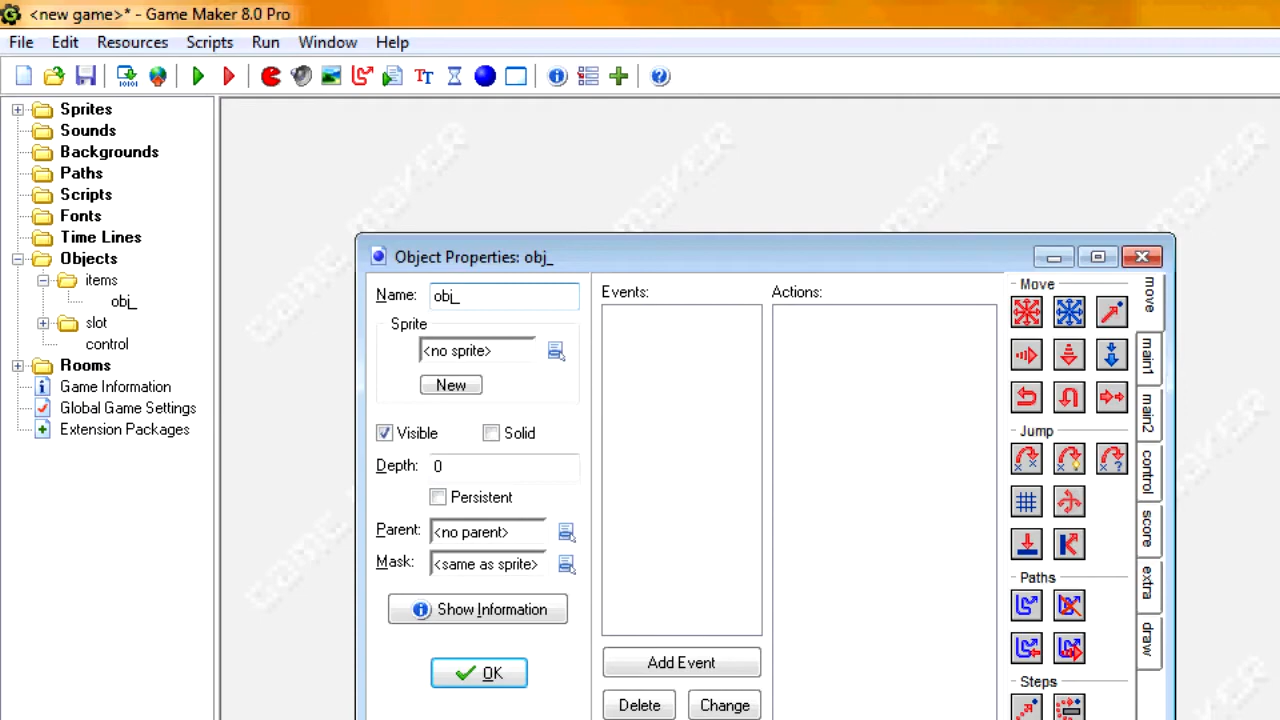 <new game>* - Game Maker 8.0 Pro
File Edit Resources Scripts Run Window Help
Sprites
Sounds
Backgrounds
Paths
Scripts
Fonts
Time Lines
Objects
items
obj_
slot
control
Rooms
Game Information
Global Game Settings
Extension Packages
Object Properties: obj_
Name: obj_
Sprite
<no sprite>
New
Visible Solid
Depth: 0
Persistent
Parent: <no parent>
Mask: <same as sprite>
Show Information
OK
Events:
Add Event
Delete Change
Actions:
Move
Jump
Paths
Steps
move
main1
main2
control
score
extra
draw